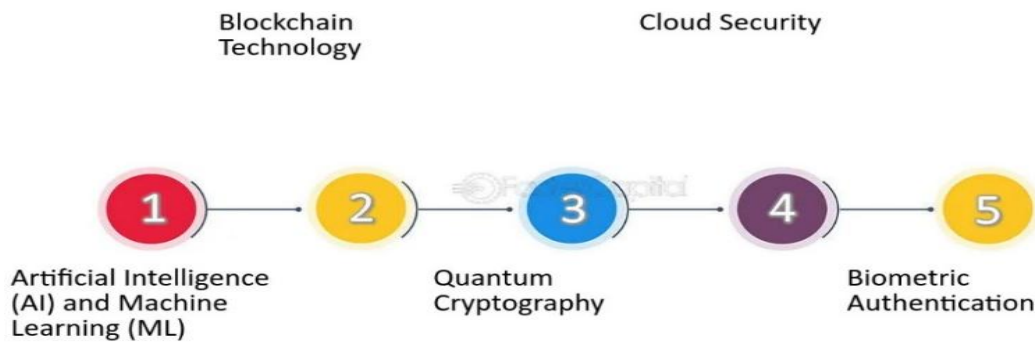 Blockchain
Technology
Cloud Security
1
2
3
4
5
Artificial Intelligence
(AI) and Machine
Learning (ML)
Quantum
Cryptography
Biometric
Authentication